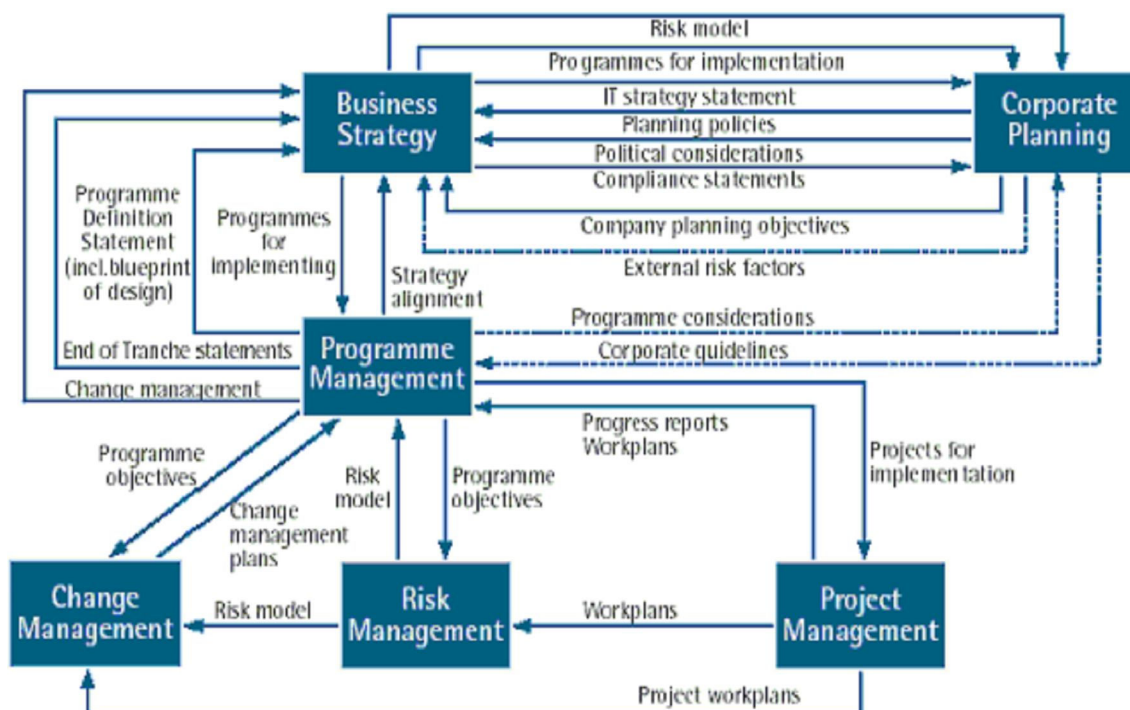 Risk model
Programmes for implementation
Business
Strategy
IT strategy statement
Corporate
Planning
Planning policies
Political considerations
Compliance statements
Programme
Definition
Statement
(incl.blueprint
of design)
Programmes
for
implementing
Company planning objectives
External risk factors
Strategy
alignment
Programme considerations
End of Tranche statements
Programme
Management
Corporate guidelines
Change management
Programme
objectives
Progress reports
Workplans
Projects for
implementation
Risk
model
Programme
objectives
Change
management
plans
Change
Management
Risk model
Risk
Management
Workplans
Project
Management
Project workplans